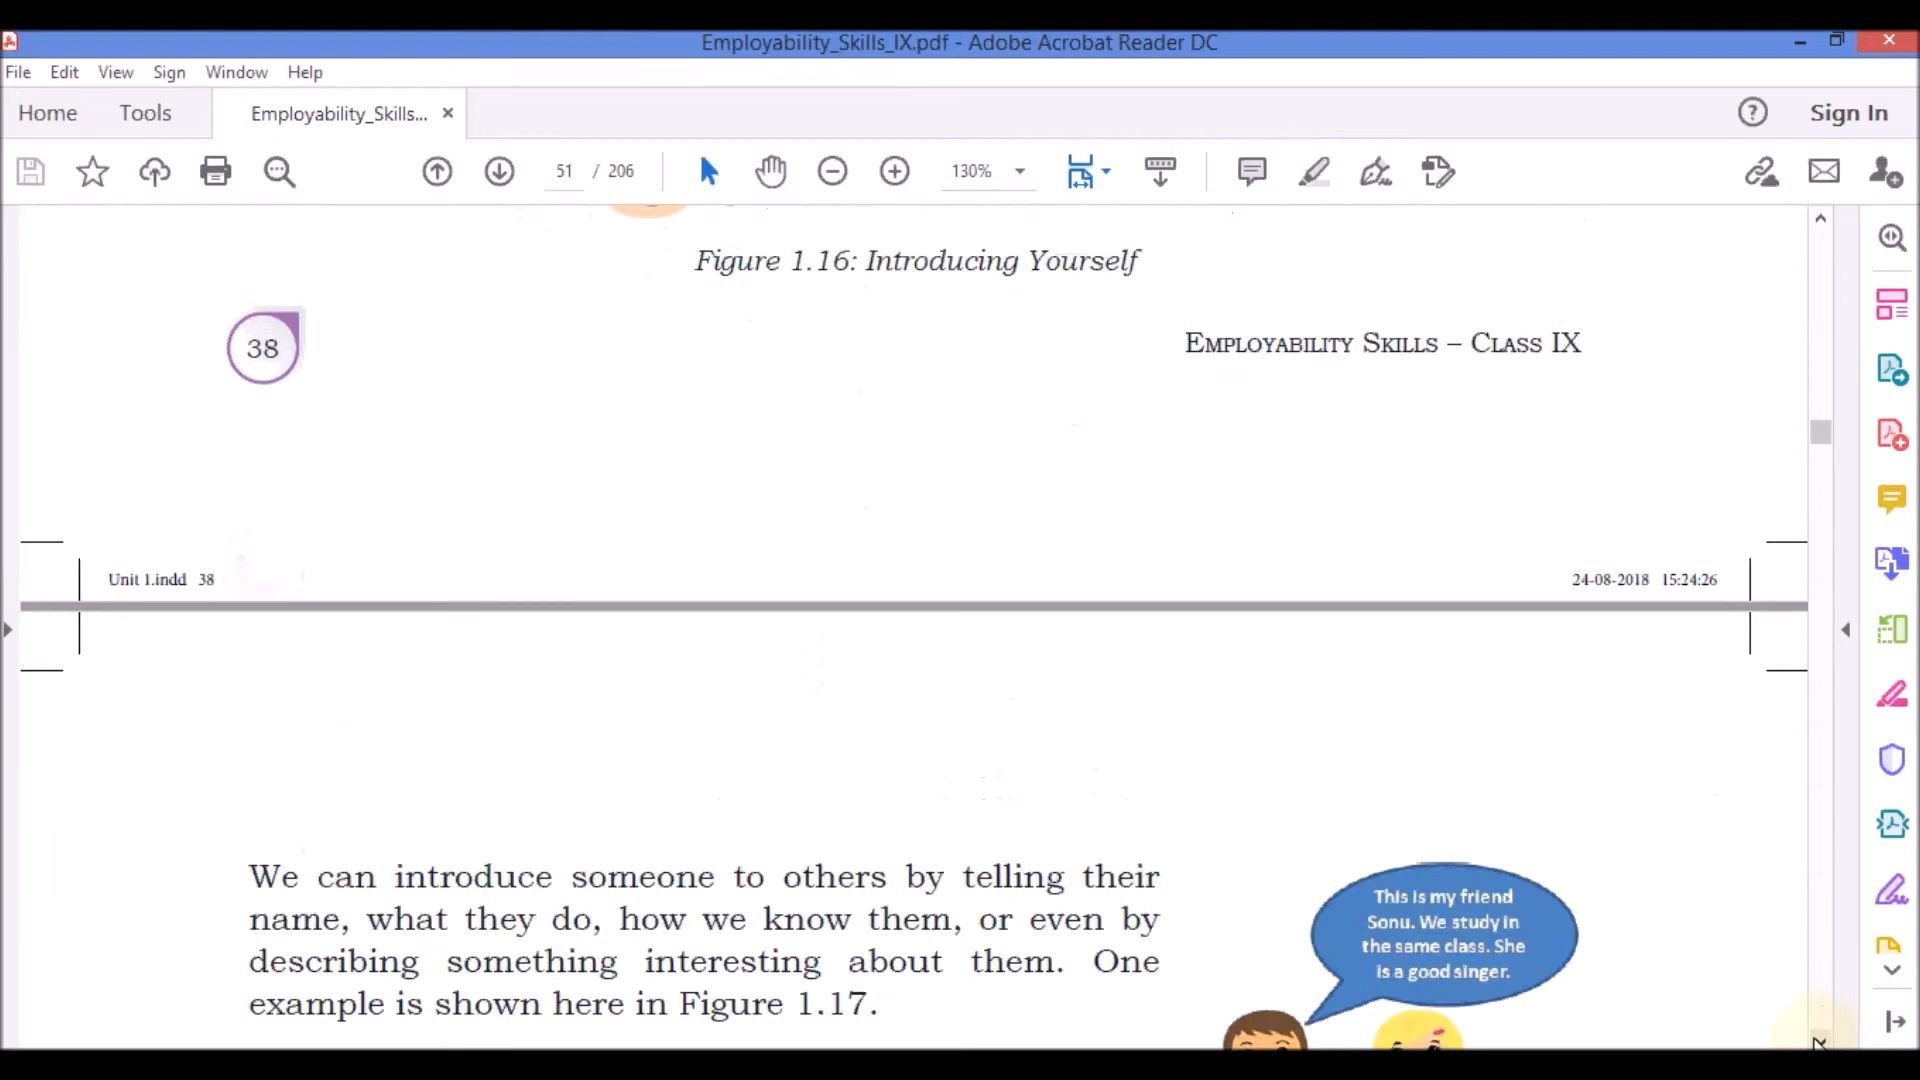 Employability_Skills_IX.pdf - Adobe Acrobat Reader DC
File Edit View Sign Window Help
Home Tools Employability_Skills... × Sign In
51 / 206 130%
Figure 1.16: Introducing Yourself
38
Employability Skills – Class IX
Unit 1.indd 38
24-08-2018 15:24:26
We can introduce someone to others by telling their
name, what they do, how we know them, or even by
describing something interesting about them. One
example is shown here in Figure 1.17.
This is my friend
Sonu. We study in
the same class. She
is a good singer.